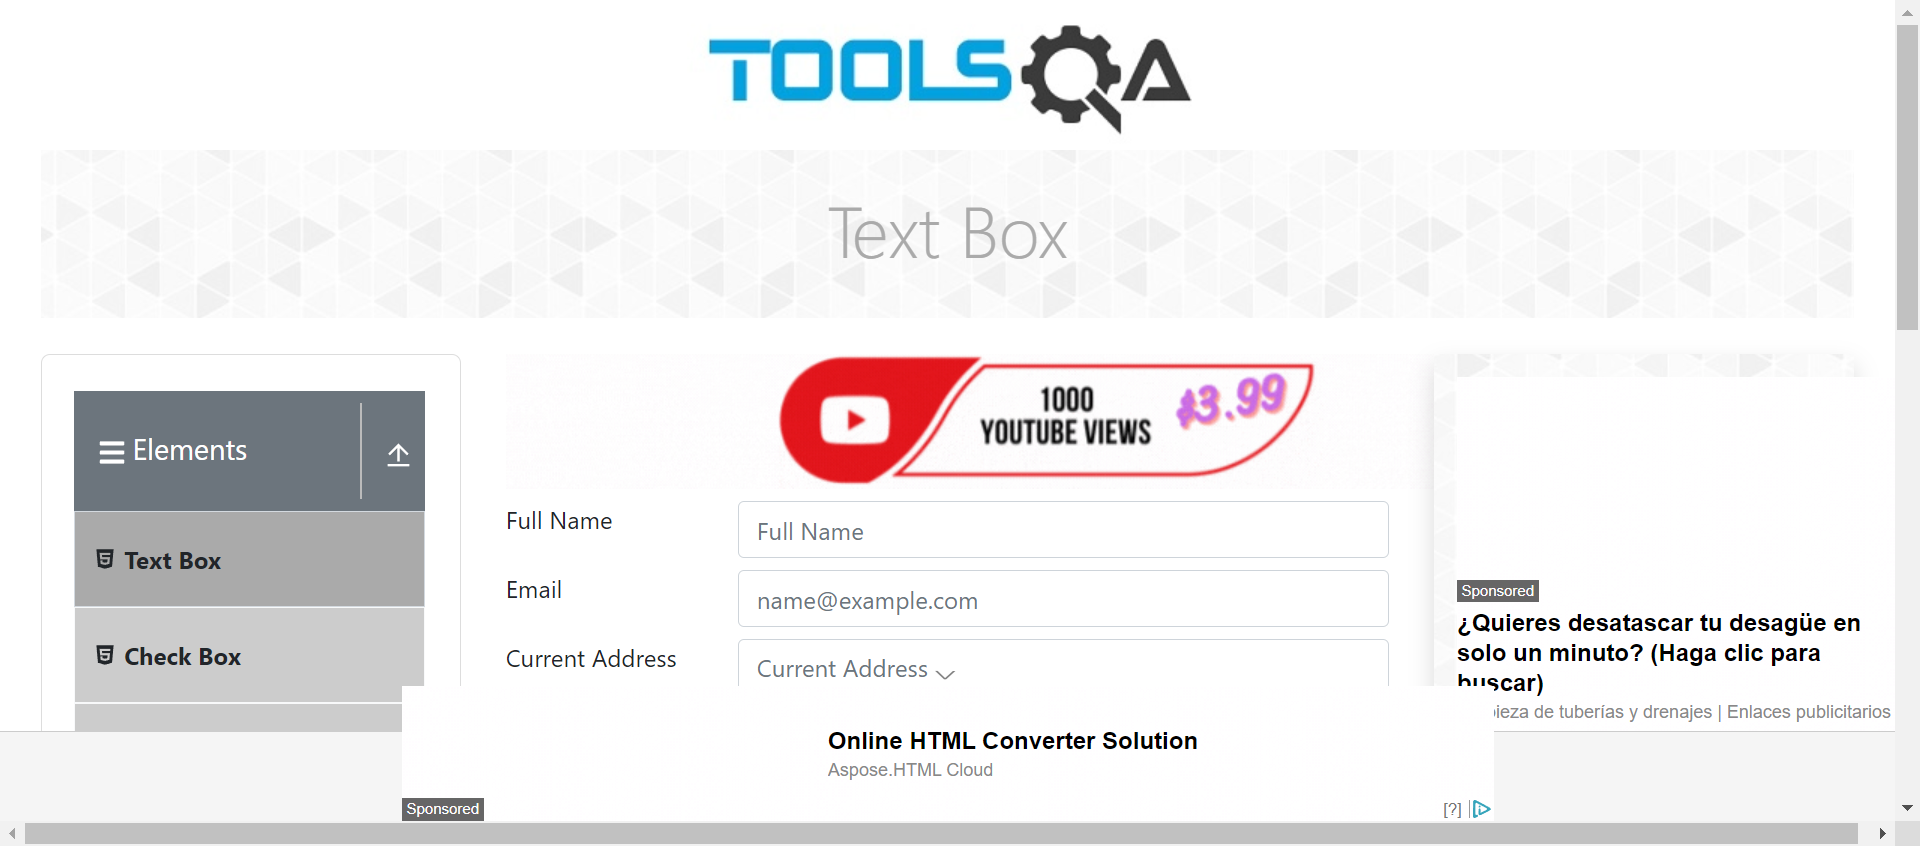 TOOLSQA
Text Box
Elements
1000
YOUTUBE VIEWS
$3.99
Text Box
Check Box
Full Name
Full Name
Email
name@example.com
Current Address
Current Address
Sponsored
¿Quieres desatascar tu desagüe en
solo un minuto? (Haga clic para
buscar)
de tuberías y drenajes | Enlaces publicitarios
Online HTML Converter Solution
Aspose.HTML Cloud
Sponsored
[?]